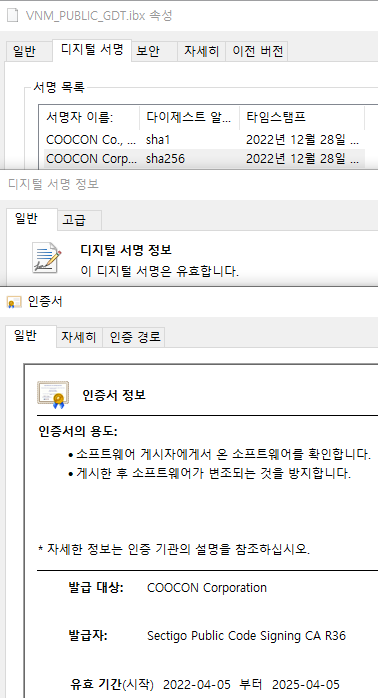 VNM_PUBLIC_GDT.ibx 속성
일반 디지털 서명 보안 자세히 이전 버전
서명 목록
서명자 이름: 다이제스트 알... 타임스탬프
COOCON Co., ... sha1 2022년 12월 28일 ...
COOCON Corp... sha256 2022년 12월 28일 ...
디지털 서명 정보
일반 고급
디지털 서명 정보
이 디지털 서명은 유효합니다.
인증서
일반 자세히 인증 경로
인증서 정보
인증서의 용도:
• 소프트웨어 게시자에게서 온 소프트웨어를 확인합니다.
• 게시한 후 소프트웨어가 변조되는 것을 방지합니다.
* 자세한 정보는 인증 기관의 설명을 참조하십시오.
발급 대상: COOCON Corporation
발급자: Sectigo Public Code Signing CA R36
유효 기간(시작) 2022-04-05 부터 2025-04-05